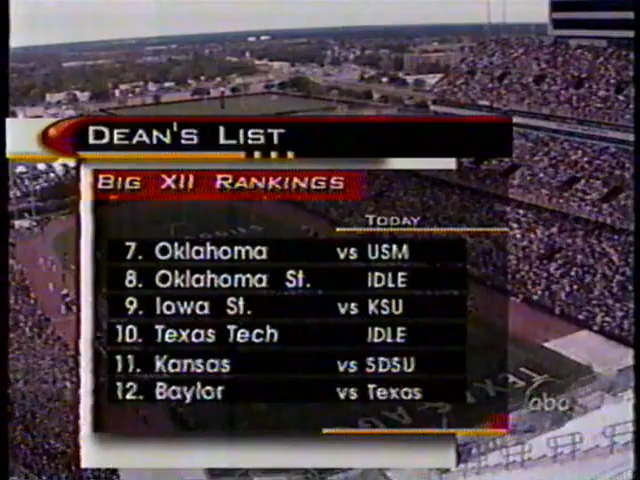 DEAN'S LIST
BIG XII RANKINGS
TODAY
7. Oklahoma vs USM
8. Oklahoma St. IDLE
9. Iowa St. vs KSU
10. Texas Tech IDLE
11. Kansas vs SDSU
12. Baylor vs Texas
TEXAS
abc